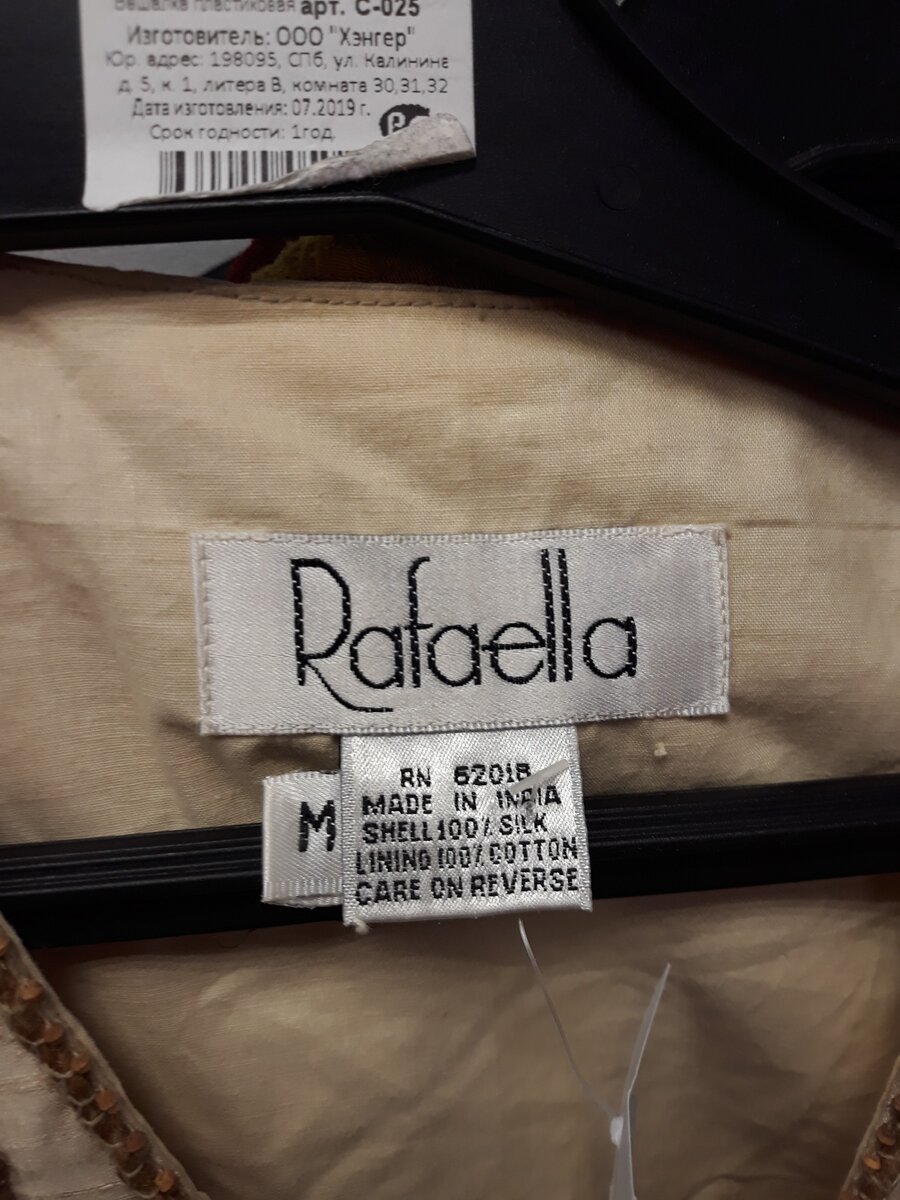 Вешалка пластиковая арт. С-025
Изготовитель: ООО "Хэнгер"
Юр. адрес: 198095, СПб, ул. Калинина
д. 5, к. 1, литера В, комната 30,31,32
Дата изготовления: 07.2019 г.
Срок годности: 1год.
Rafaella
M
RN 62018
MADE IN INDIA
SHELL 100% SILK
LINING 100% COTTON
CARE ON REVERSE